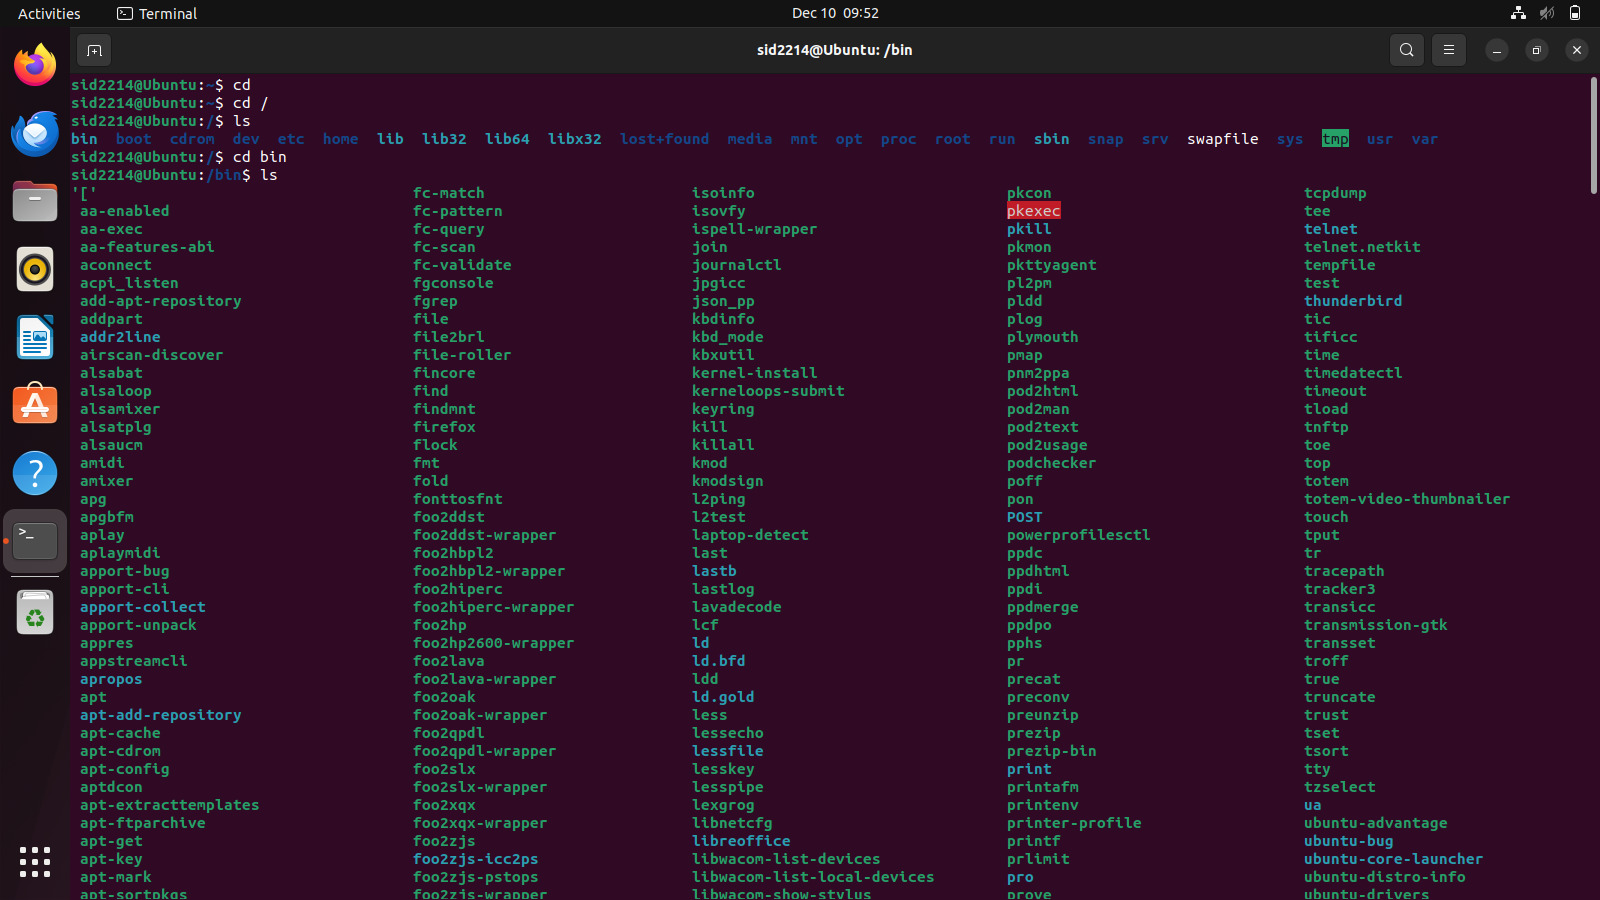 Activities Terminal Dec 10 09:52
sid2214@Ubuntu: /bin
sid2214@Ubuntu:~$ cd
sid2214@Ubuntu:~$ cd /
sid2214@Ubuntu:/$ ls
bin boot cdrom dev etc home lib lib32 lib64 libx32 lost+found media mnt opt proc root run sbin snap srv swapfile sys tmp usr var
sid2214@Ubuntu:/$ cd bin
sid2214@Ubuntu:/bin$ ls
'[' fc-match isoinfo pkcon tcpdump
aa-enabled fc-pattern isovfy pkexec tee
aa-exec fc-query ispell-wrapper pkill telnet
aa-features-abi fc-scan join pkmon telnet.netkit
aconnect fc-validate journalctl pkttyagent tempfile
acpi_listen fgconsole jpgicc pl2pm test
add-apt-repository fgrep json_pp pldd thunderbird
addpart file kbdinfo plog tic
addr2line file2brl kbd_mode plymouth tificc
airscan-discover file-roller kbxutil pmap time
alsabat fincore kernel-install pnm2ppa timedatectl
alsaloop find kerneloops-submit pod2html timeout
alsamixer findmnt keyring pod2man tload
alsatplg firefox kill pod2text tnftp
alsaucm flock killall pod2usage toe
amidi fmt kmod podchecker top
amixer fold kmodsign poff totem
apg fonttosfnt l2ping pon totem-video-thumbnailer
apgbfm foo2ddst l2test POST touch
aplay foo2ddst-wrapper laptop-detect powerprofilesctl tput
aplaymidi foo2hbpl2 last ppdc tr
apport-bug foo2hbpl2-wrapper lastb ppdhtml tracepath
apport-cli foo2hiperc lastlog ppdi tracker3
apport-collect foo2hiperc-wrapper lavadecode ppdmerge transicc
apport-unpack foo2hp lcf ppdpo transmission-gtk
appres foo2hp2600-wrapper ld pphs transset
appstreamcli foo2lava ld.bfd pr troff
apropos foo2lava-wrapper ldd precat true
apt foo2oak ld.gold preconv truncate
apt-add-repository foo2oak-wrapper less preunzip trust
apt-cache foo2qpdl lessecho prezip tset
apt-cdrom foo2qpdl-wrapper lessfile prezip-bin tsort
apt-config foo2slx lesskey print tty
aptdcon foo2slx-wrapper lesspipe printafm tzselect
apt-extracttemplates foo2xqx lexgrog printenv ua
apt-ftparchive foo2xqx-wrapper libnetcfg printer-profile ubuntu-advantage
apt-get foo2zjs libreoffice printf ubuntu-bug
apt-key foo2zjs-icc2ps libwacom-list-devices prlimit ubuntu-core-launcher
apt-mark foo2zjs-pstops libwacom-list-local-devices pro ubuntu-distro-info
apt-sortpkgs foo2zjs-wrapper libwacom-show-stylus prove ubuntu-drivers